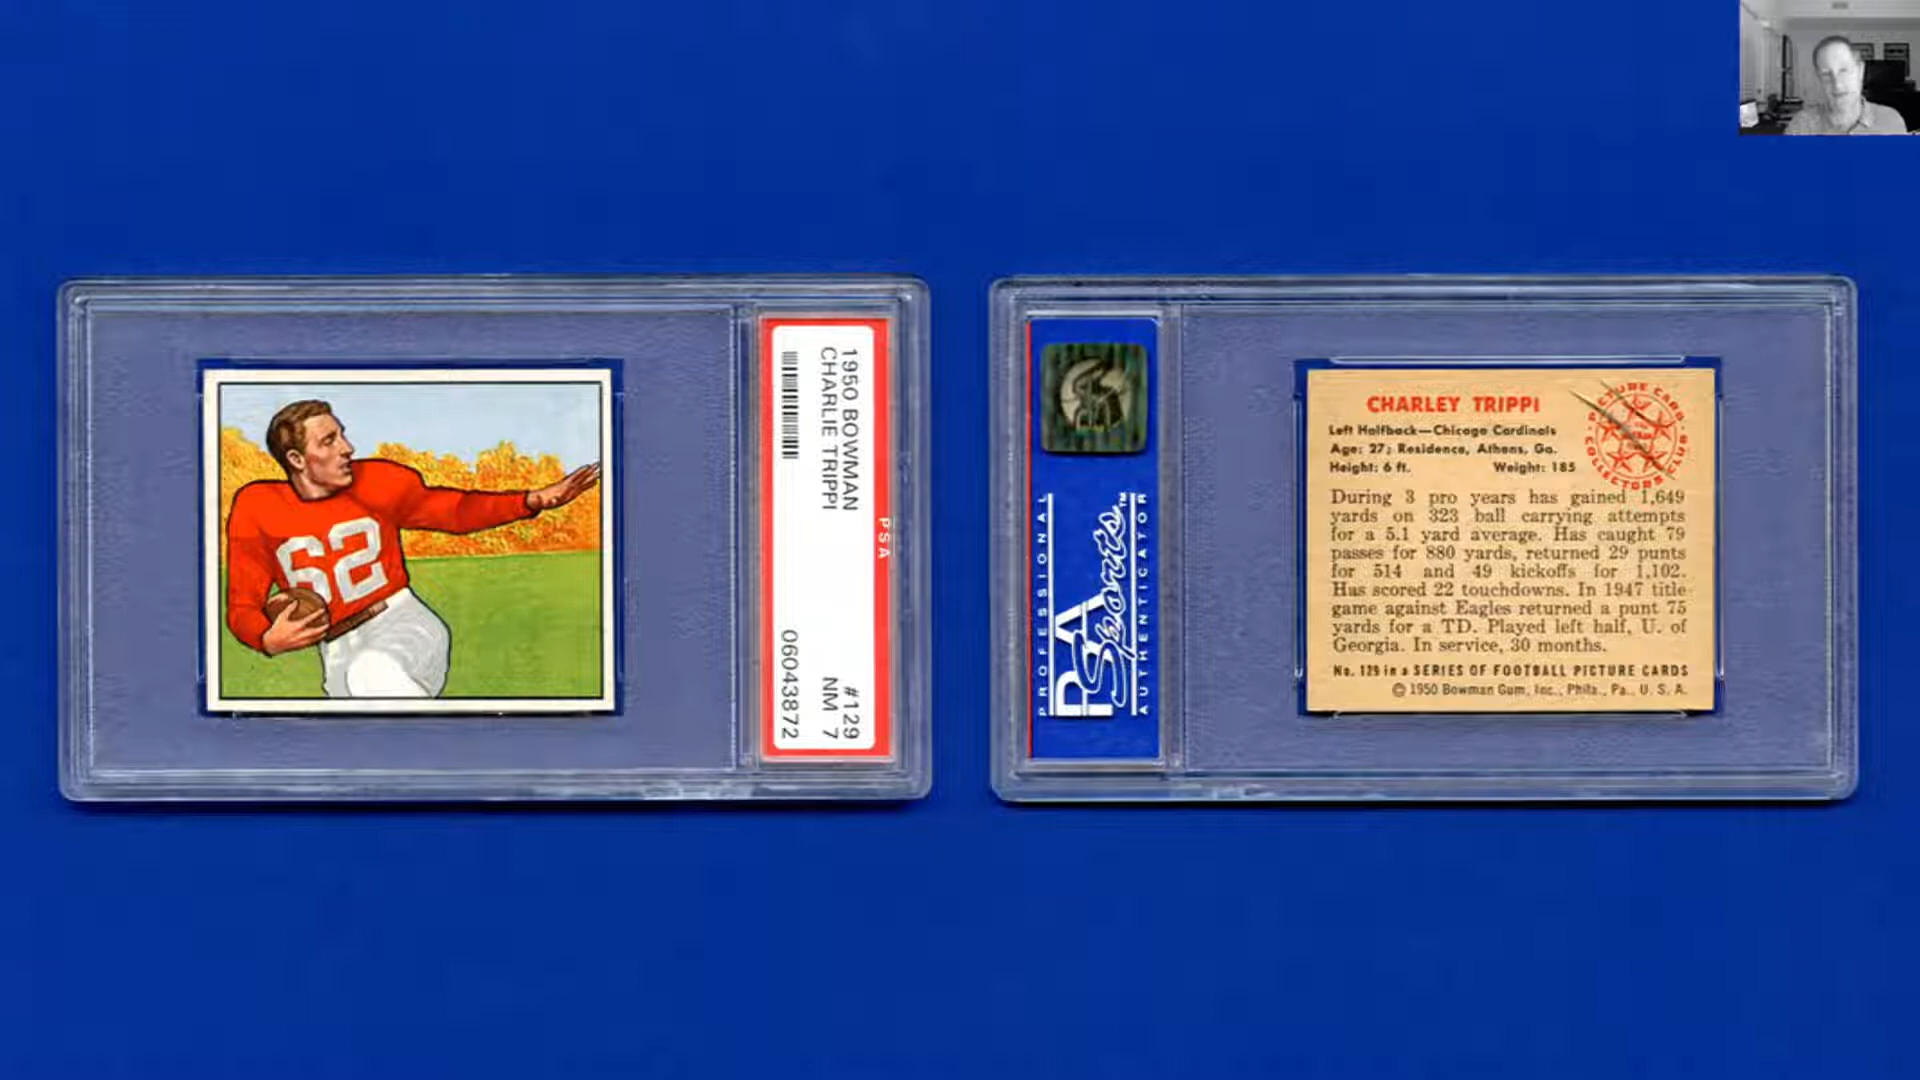 62
1950 BOWMAN #129
CHARLIE TRIPPI NM 7
06043872
PSA
PROFESSIONAL
PSA
Sports™
AUTHENTICATOR
CHARLEY TRIPPI
Left Halfback—Chicago Cardinals
Age: 27; Residence, Athens, Ga.
Height: 6 ft. Weight: 185
PICTURE CARD
COLLECTORS CLUB
During 3 pro years has gained 1,649
yards on 323 ball carrying attempts
for a 5.1 yard average. Has caught 79
passes for 880 yards, returned 29 punts
for 514 and 49 kickoffs for 1,102.
Has scored 22 touchdowns. In 1947 title
game against Eagles returned a punt 75
yards for a TD. Played left half, U. of
Georgia. In service, 30 months.
No. 129 in a SERIES OF FOOTBALL PICTURE CARDS
© 1950 Bowman Gum, Inc., Phila., Pa., U. S. A.